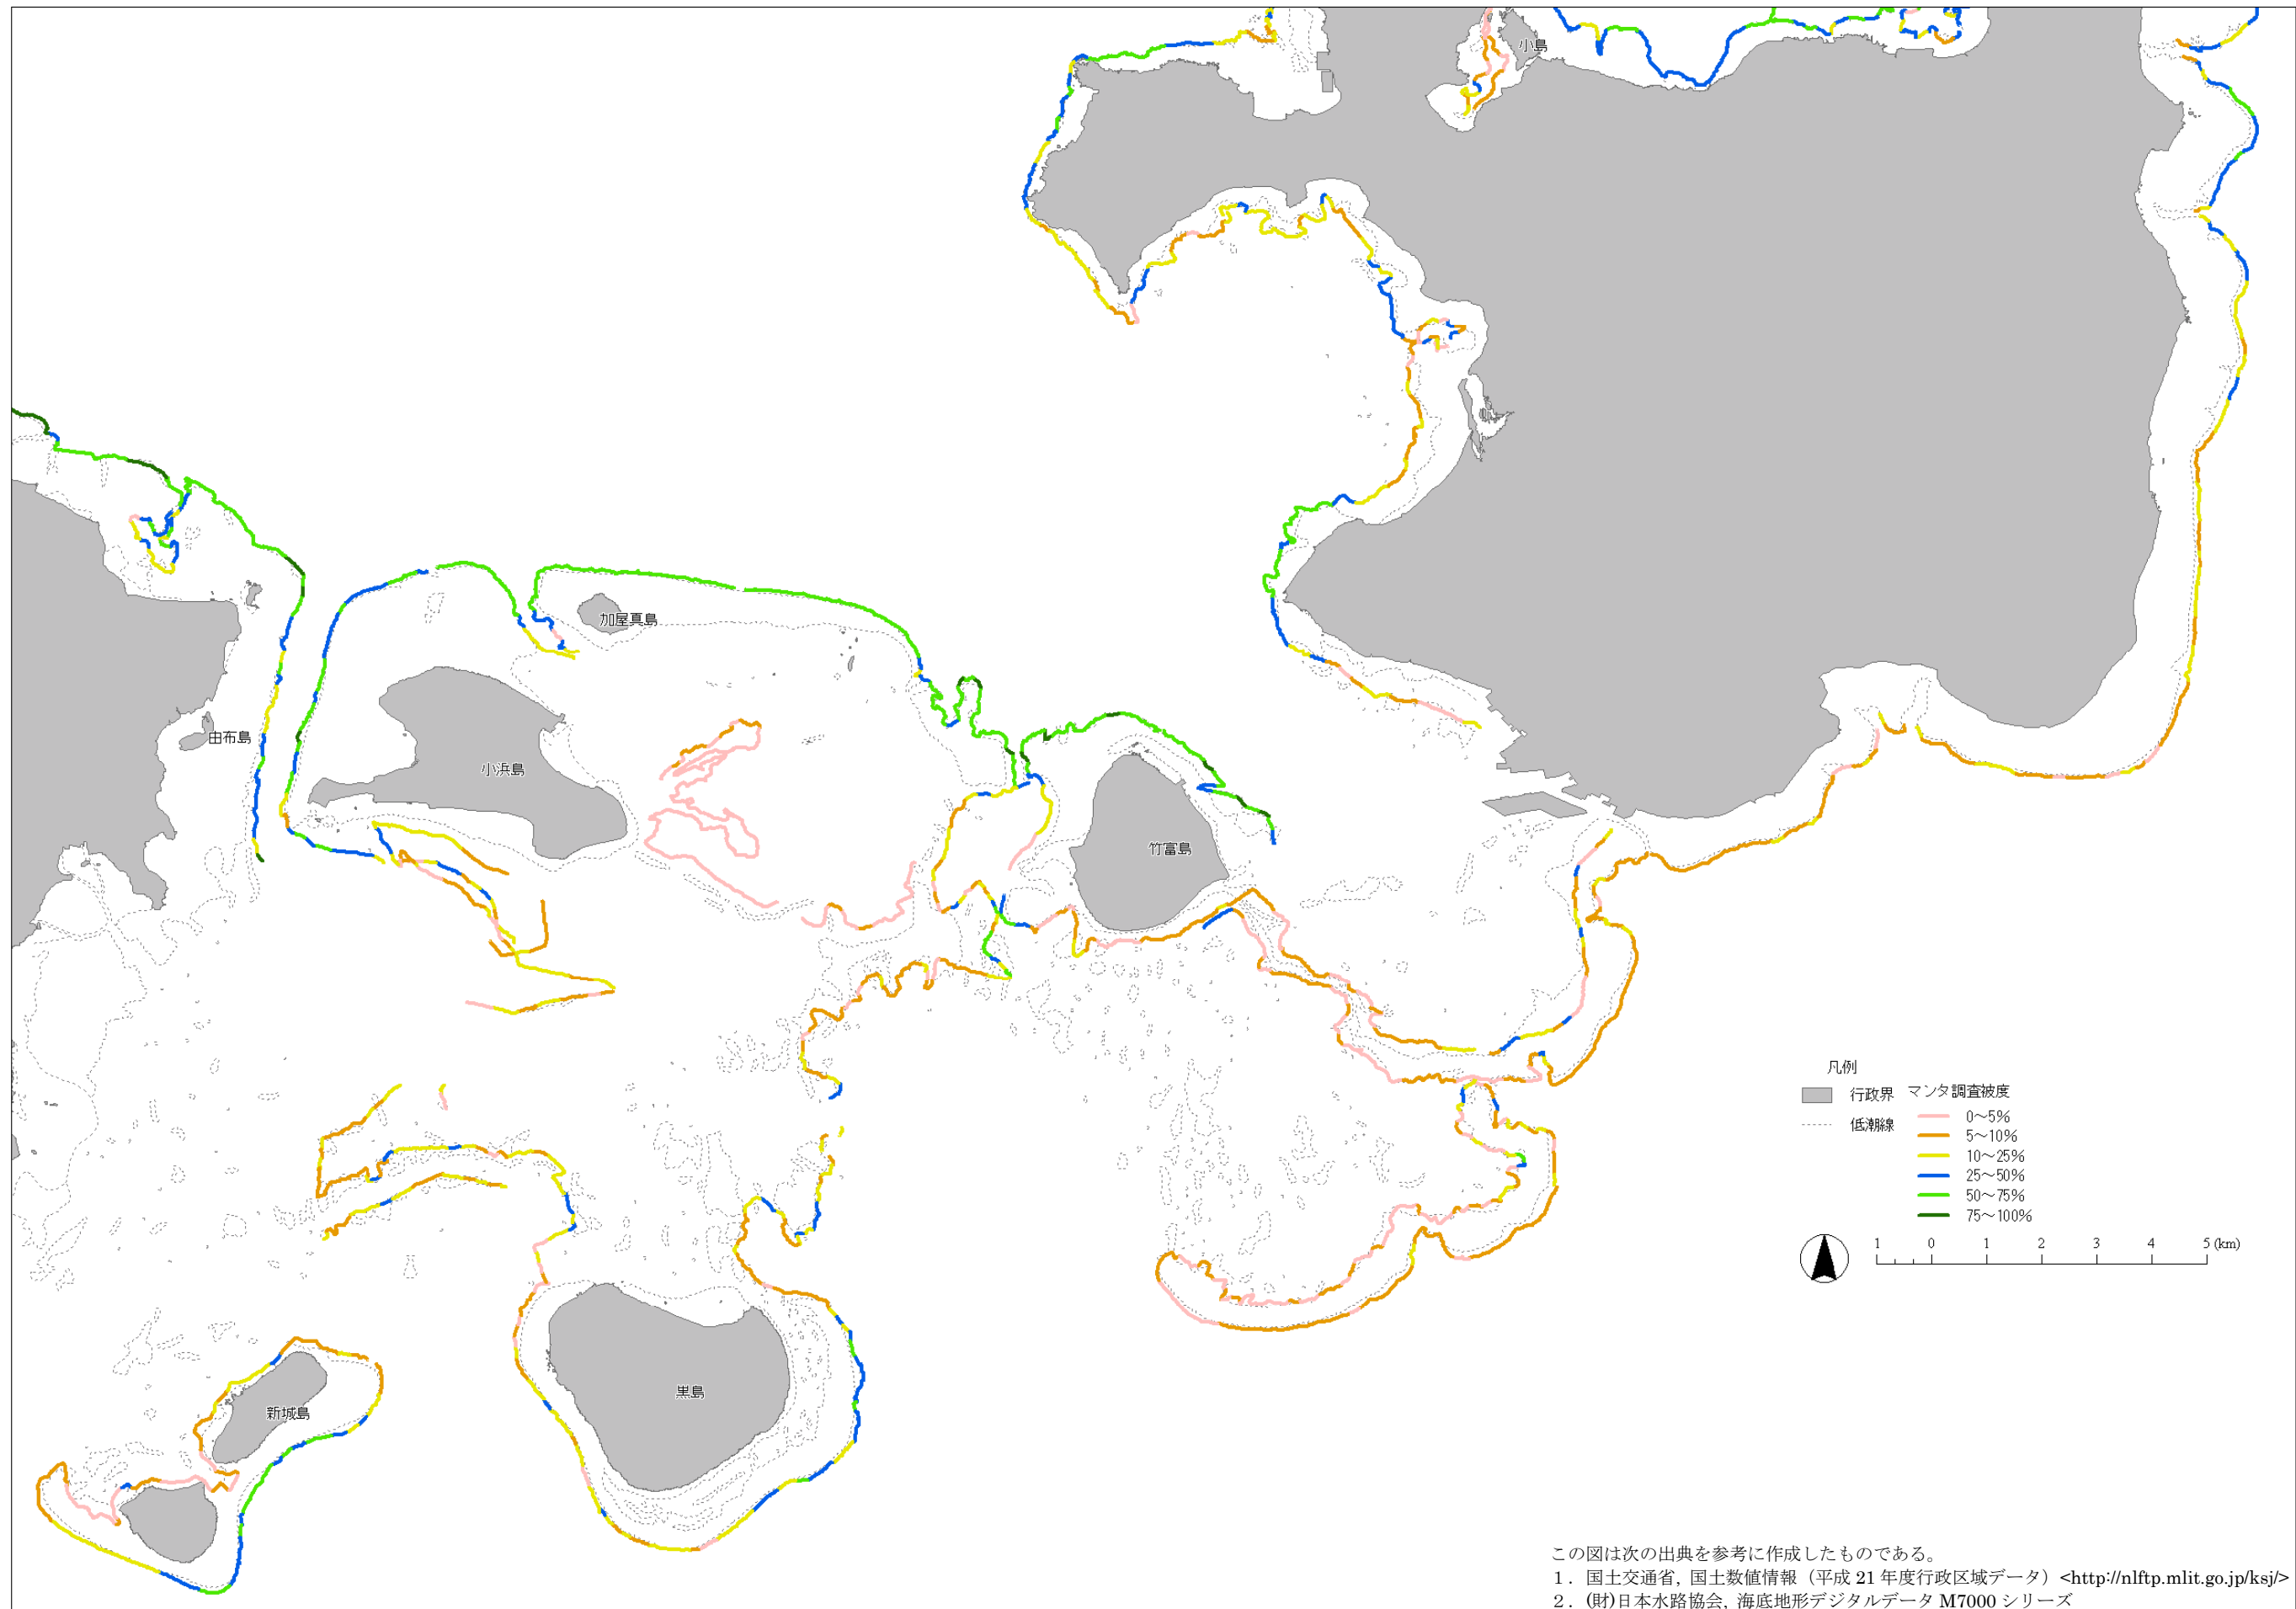 小島
加屋真島
由布島
小浜島
竹富島
黒島
新城島
凡例
行政界 マンタ調査被度
低潮線
0～5%
5～10%
10～25%
25～50%
50～75%
75～100%
1 0 1 2 3 4 5 (km)
この図は次の出典を参考に作成したものである。
１．国土交通省, 国土数値情報（平成 21 年度行政区域データ）<http://nlftp.mlit.go.jp/ksj/>
２．(財)日本水路協会, 海底地形デジタルデータ M7000 シリーズ